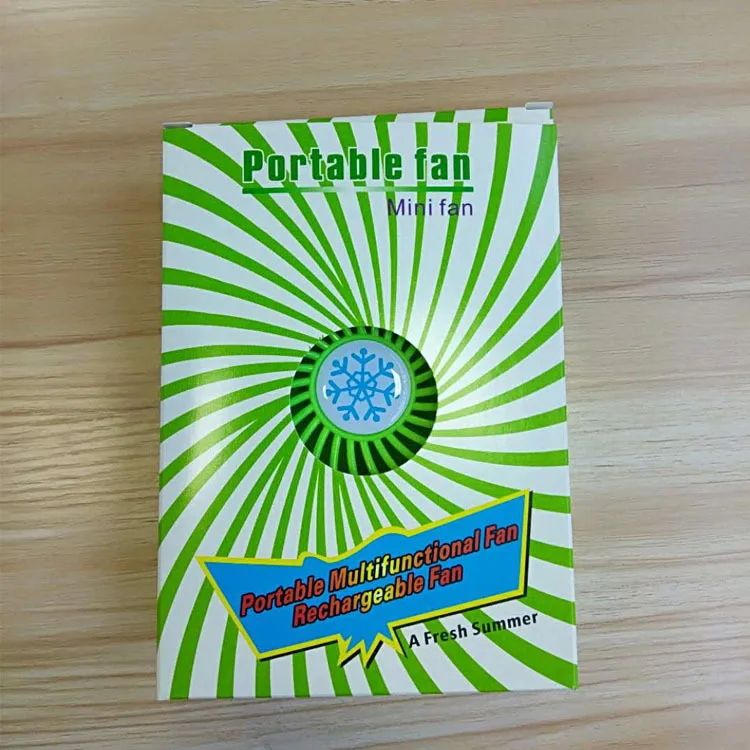 Portable fan
Mini fan
Portable Multifunctional Fan
Rechargeable Fan
A Fresh Summer